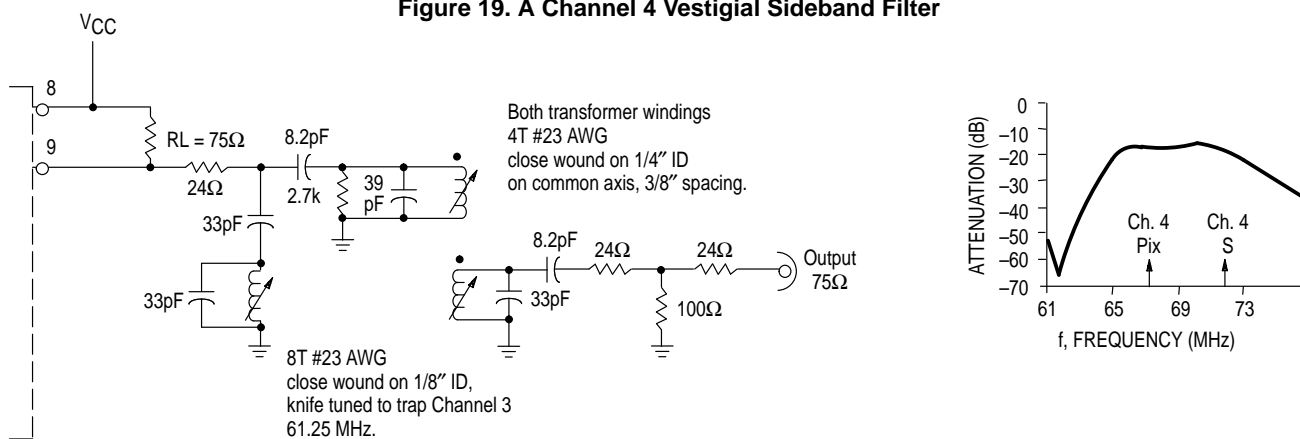 Figure 19. A Channel 4 Vestigial Sideband Filter
VCC
8
9
RL = 75Ω
24Ω
8.2pF
2.7k
39
pF
33pF
33pF
8T #23 AWG
close wound on 1/8″ ID,
knife tuned to trap Channel 3
61.25 MHz.
Both transformer windings
4T #23 AWG
close wound on 1/4″ ID
on common axis, 3/8″ spacing.
8.2pF
24Ω
24Ω
33pF
100Ω
Output
75Ω
ATTENUATION (dB)
0
–10
–20
–30
–40
–50
–60
–70
Ch. 4
Pix
Ch. 4
S
61
65
69
73
f, FREQUENCY (MHz)